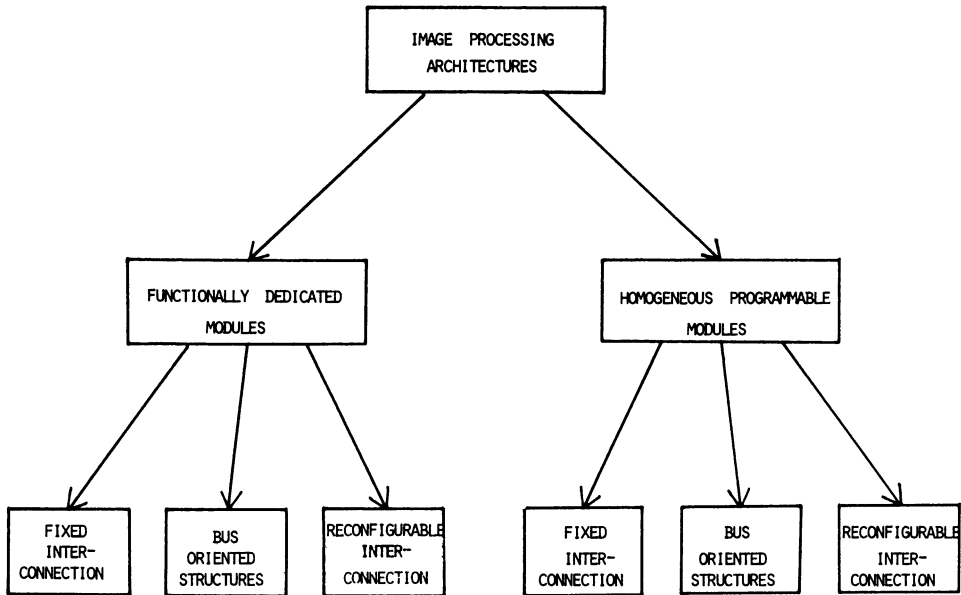 IMAGE PROCESSING
ARCHITECTURES
FUNCTIONALLY DEDICATED
MODULES
HOMOGENEOUS PROGRAMMABLE
MODULES
FIXED
INTER-
CONNECTION
BUS
ORIENTED
STRUCTURES
RECONFIGURABLE
INTER-
CONNECTION
FIXED
INTER-
CONNECTION
BUS
ORIENTED
STRUCTURES
RECONFIGURABLE
INTER-
CONNECTION